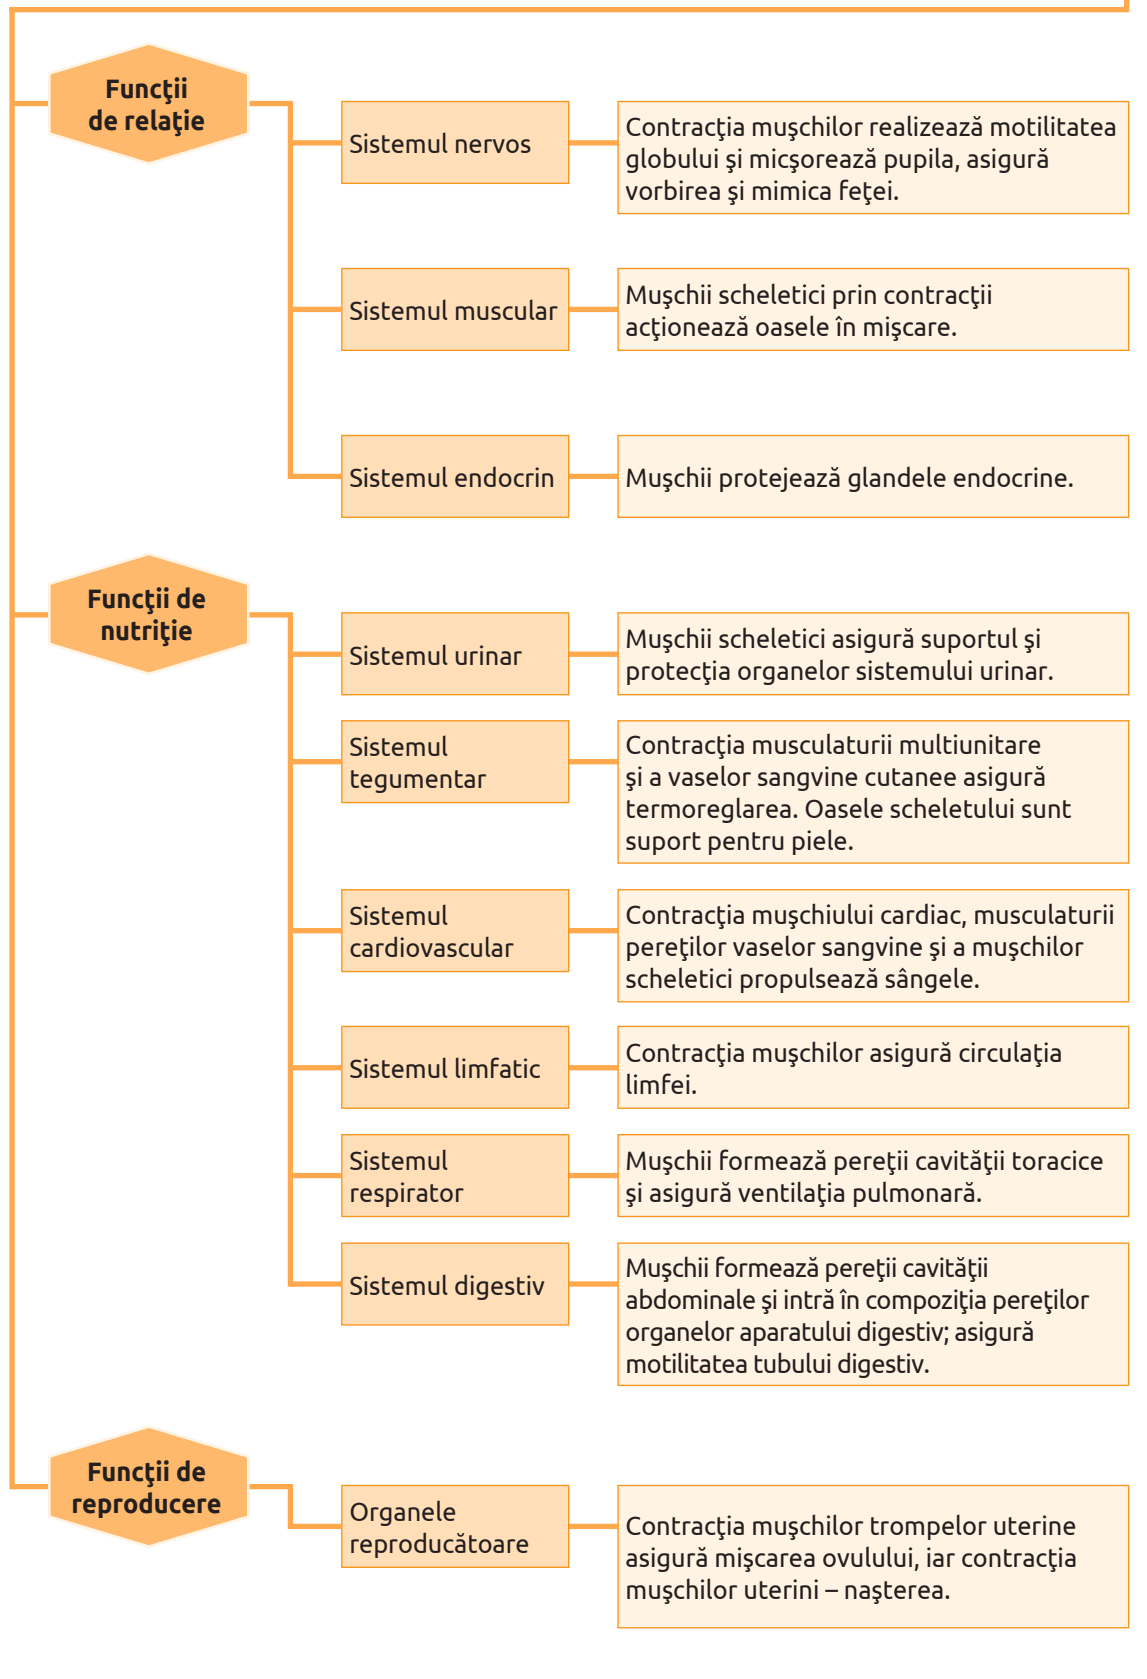 Funcţii
de relaţie
Sistemul nervos
Contracţia muşchilor realizează motilitatea
globului şi micşorează pupila, asigură
vorbirea şi mimica feţei.
Sistemul muscular
Muşchii scheletici prin contracţii
acţionează oasele în mişcare.
Sistemul endocrin
Muşchii protejează glandele endocrine.
Funcţii de
nutriţie
Sistemul urinar
Muşchii scheletici asigură suportul şi
protecţia organelor sistemului urinar.
Sistemul
tegumentar
Contracţia musculaturii multiunitare
şi a vaselor sangvine cutanee asigură
termoreglarea. Oasele scheletului sunt
suport pentru piele.
Sistemul
cardiovascular
Contracţia muşchiului cardiac, musculaturii
pereţilor vaselor sangvine şi a muşchilor
scheletici propulsează sângele.
Sistemul limfatic
Contracţia muşchilor asigură circulaţia
limfei.
Sistemul
respirator
Muşchii formează pereţii cavităţii toracice
şi asigură ventilaţia pulmonară.
Sistemul digestiv
Muşchii formează pereţii cavităţii
abdominale şi intră în compoziţia pereţilor
organelor aparatului digestiv; asigură
motilitatea tubului digestiv.
Funcţii de
reproducere
Organele
reproducătoare
Contracţia muşchilor trompelor uterine
asigură mişcarea ovulului, iar contracţia
muşchilor uterini – naşterea.